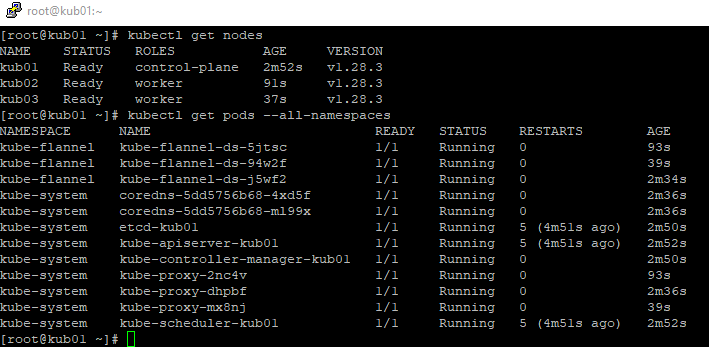 root@kub01:~
[root@kub01 ~]# kubectl get nodes
NAME    STATUS   ROLES           AGE     VERSION
kub01   Ready    control-plane   2m52s   v1.28.3
kub02   Ready    worker          91s     v1.28.3
kub03   Ready    worker          37s     v1.28.3
[root@kub01 ~]# kubectl get pods --all-namespaces
NAMESPACE      NAME                            READY   STATUS    RESTARTS        AGE
kube-flannel   kube-flannel-ds-5jtsc           1/1     Running   0               93s
kube-flannel   kube-flannel-ds-94w2f           1/1     Running   0               39s
kube-flannel   kube-flannel-ds-j5wf2           1/1     Running   0               2m34s
kube-system    coredns-5dd5756b68-4xd5f        1/1     Running   0               2m36s
kube-system    coredns-5dd5756b68-ml99x        1/1     Running   0               2m36s
kube-system    etcd-kub01                      1/1     Running   5 (4m51s ago)   2m50s
kube-system    kube-apiserver-kub01            1/1     Running   5 (4m51s ago)   2m52s
kube-system    kube-controller-manager-kub01   1/1     Running   0               2m50s
kube-system    kube-proxy-2nc4v                1/1     Running   0               93s
kube-system    kube-proxy-dhpbf                1/1     Running   0               2m36s
kube-system    kube-proxy-mx8nj                1/1     Running   0               39s
kube-system    kube-scheduler-kub01            1/1     Running   5 (4m51s ago)   2m52s
[root@kub01 ~]#